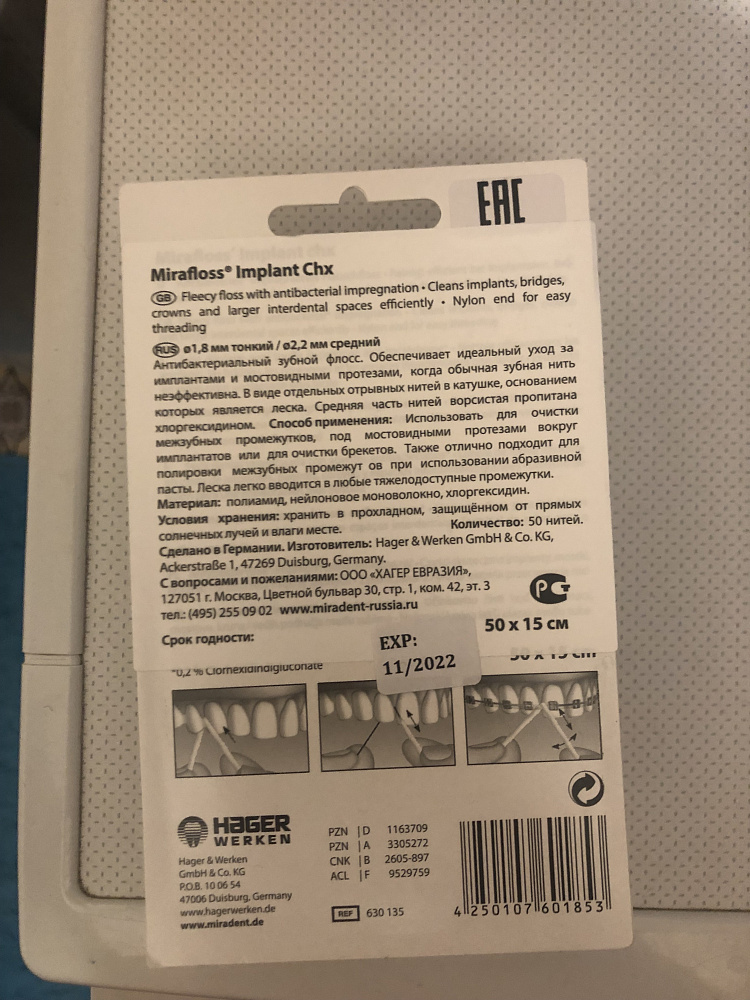 EAC
Mirafloss® Implant Chx
GB Fleecy floss with antibacterial impregnation • Cleans implants, bridges,
crowns and larger interdental spaces efficiently • Nylon end for easy
threading
RUS ø1,8 мм тонкий / ø2,2 мм средний
Антибактериальный зубной флосс. Обеспечивает идеальный уход за
имплантами и мостовидными протезами, когда обычная зубная нить
неэффективна. В виде отдельных отрывных нитей в катушке, основанием
которых является леска. Средняя часть нитей ворсистая пропитана
хлоргексидином. Способ применения: Использовать для очистки
межзубных промежутков, под мостовидными протезами вокруг
имплантатов или для очистки брекетов. Также отлично подходит для
полировки межзубных промежут ов при использовании абразивной
пасты. Леска легко вводится в любые тяжелодоступные промежутки.
Материал: полиамид, нейлоновое моноволокно, хлоргексидин.
Условия хранения: хранить в прохладном, защищённом от прямых
солнечных лучей и влаги месте. Количество: 50 нитей.
Сделано в Германии. Изготовитель: Hager & Werken GmbH & Co. KG,
Ackerstraße 1, 47269 Duisburg, Germany.
С вопросами и пожеланиями: ООО «ХАГЕР ЕВРАЗИЯ»,
127051 г. Москва, Цветной бульвар 30, стр. 1, ком. 42, эт. 3
тел.: (495) 255 09 02 www.miradent-russia.ru
50 x 15 см
Срок годности:
EXP:
11/2022
50 x 15 cm
HAGER
WERKEN
Hager & Werken
GmbH & Co. KG
P.O.B. 10 06 54
47006 Duisburg, Germany
www.hagerwerken.de
www.miradent.de
PZN | D 1163709
PZN | A 3305272
CNK | B 2605-897
ACL | F 9529759
REF 630 135
4 250107 601853